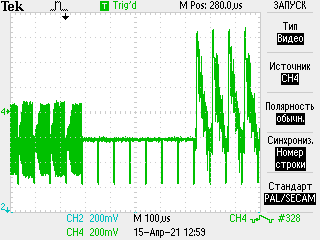 Tek T Trig'd M Pos: 280.0µs ЗАПУСК
Тип
Видео
Источник
CH4
Полярность
обычн.
Синхрониз.
Номер
строки
Стандарт
PAL/SECAM
4
2
CH2 200mV M 100µs CH4 #328
CH4 200mV 15-Апр-21 12:59